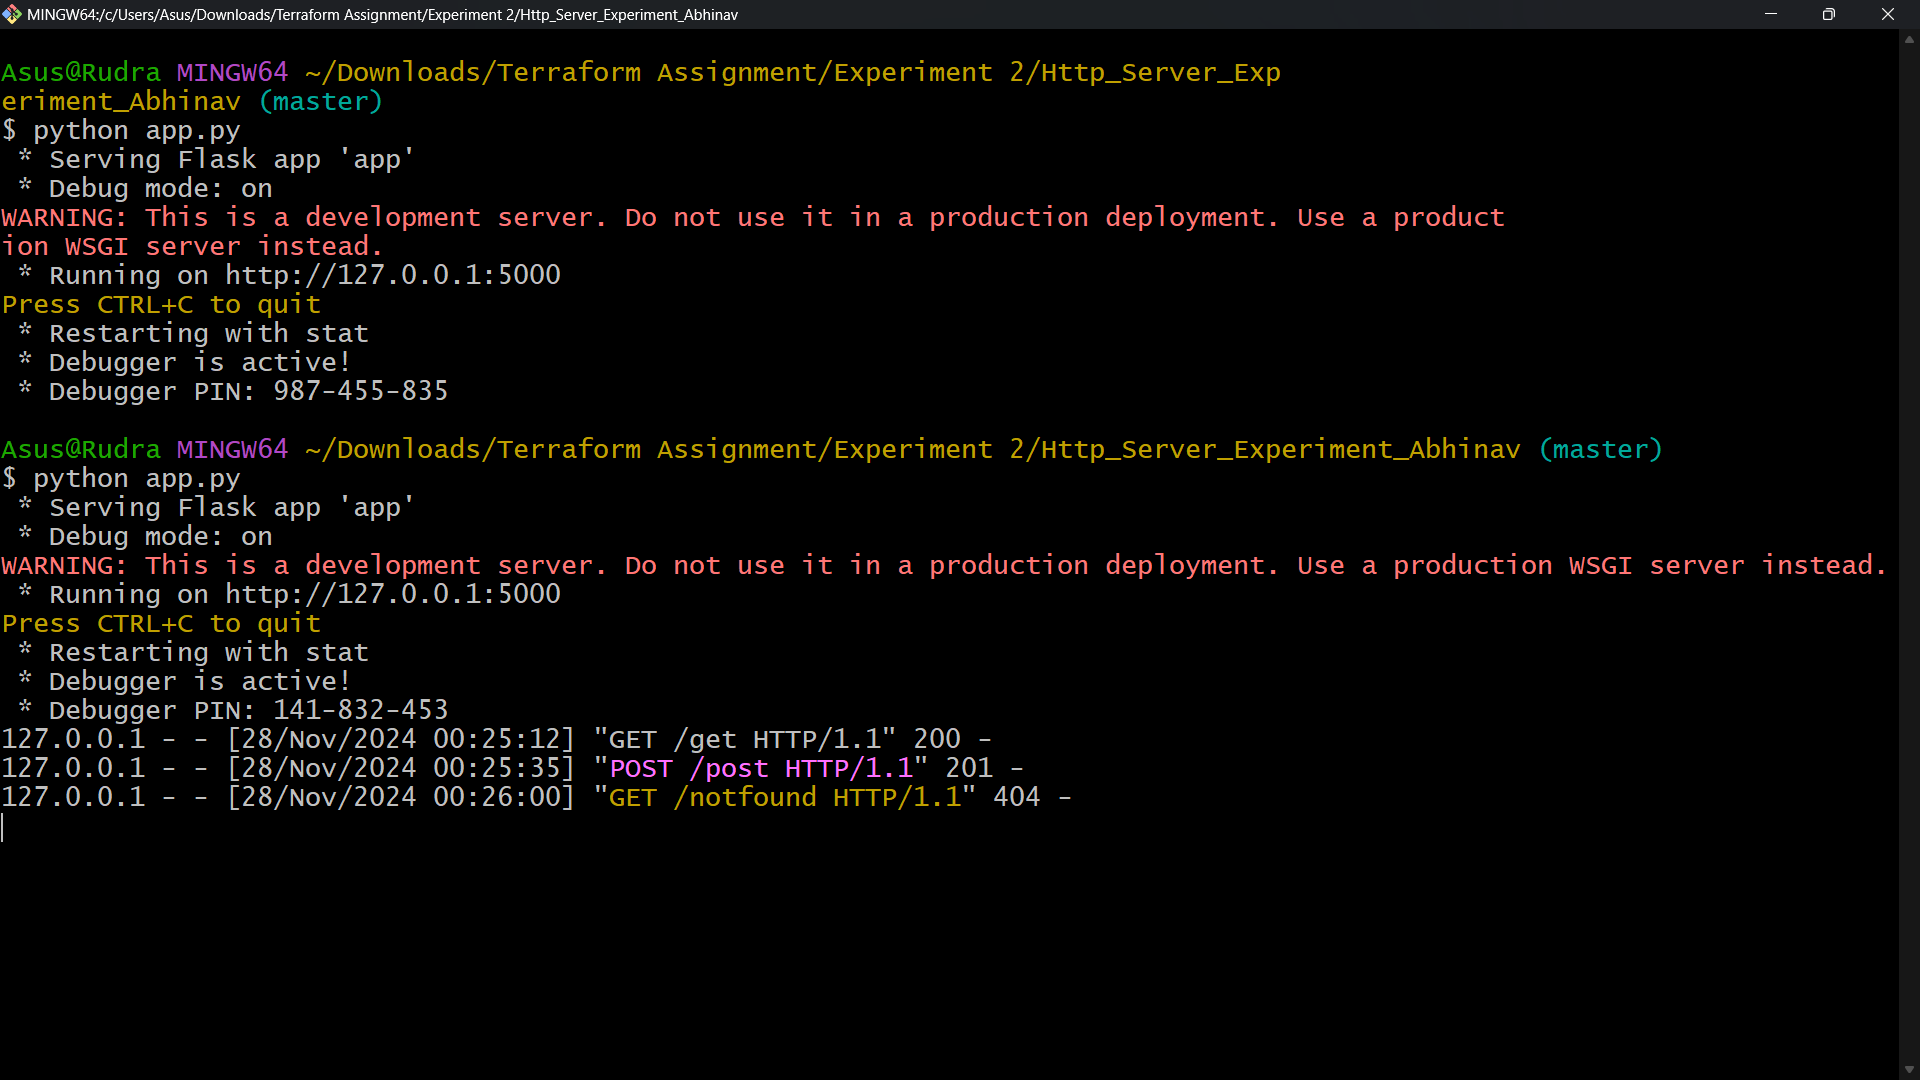 MINGW64:/c/Users/Asus/Downloads/Terraform Assignment/Experiment 2/Http_Server_Experiment_Abhinav
Asus@Rudra MINGW64 ~/Downloads/Terraform Assignment/Experiment 2/Http_Server_Exp
eriment_Abhinav (master)
$ python app.py
 * Serving Flask app 'app'
 * Debug mode: on
WARNING: This is a development server. Do not use it in a production deployment. Use a product
ion WSGI server instead.
 * Running on http://127.0.0.1:5000
Press CTRL+C to quit
 * Restarting with stat
 * Debugger is active!
 * Debugger PIN: 987-455-835
Asus@Rudra MINGW64 ~/Downloads/Terraform Assignment/Experiment 2/Http_Server_Experiment_Abhinav (master)
$ python app.py
 * Serving Flask app 'app'
 * Debug mode: on
WARNING: This is a development server. Do not use it in a production deployment. Use a production WSGI server instead.
 * Running on http://127.0.0.1:5000
Press CTRL+C to quit
 * Restarting with stat
 * Debugger is active!
 * Debugger PIN: 141-832-453
127.0.0.1 - - [28/Nov/2024 00:25:12] "GET /get HTTP/1.1" 200 -
127.0.0.1 - - [28/Nov/2024 00:25:35] "POST /post HTTP/1.1" 201 -
127.0.0.1 - - [28/Nov/2024 00:26:00] "GET /notfound HTTP/1.1" 404 -